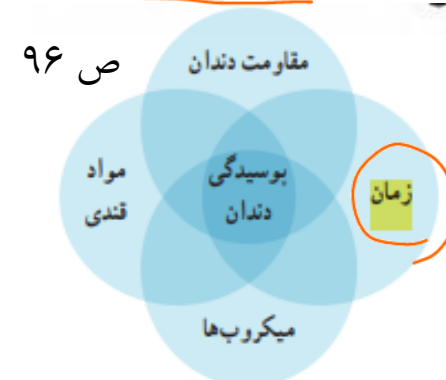 ص ۹۶
مقاومت دندان
مواد
قندی
پوسیدگی
دندان
زمان
میکروب‌ها